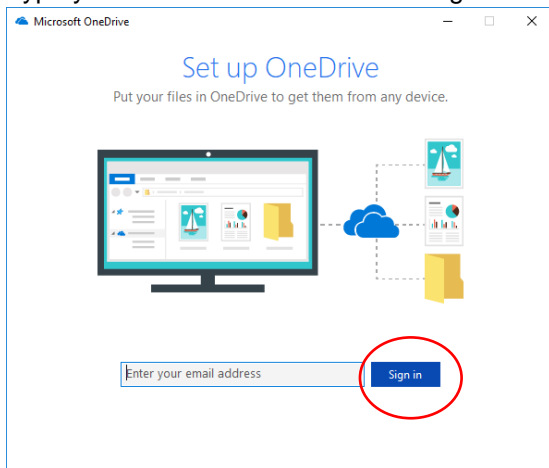 Microsoft OneDrive
Set up OneDrive
Put your files in OneDrive to get them from any device.
Enter your email address
Sign in